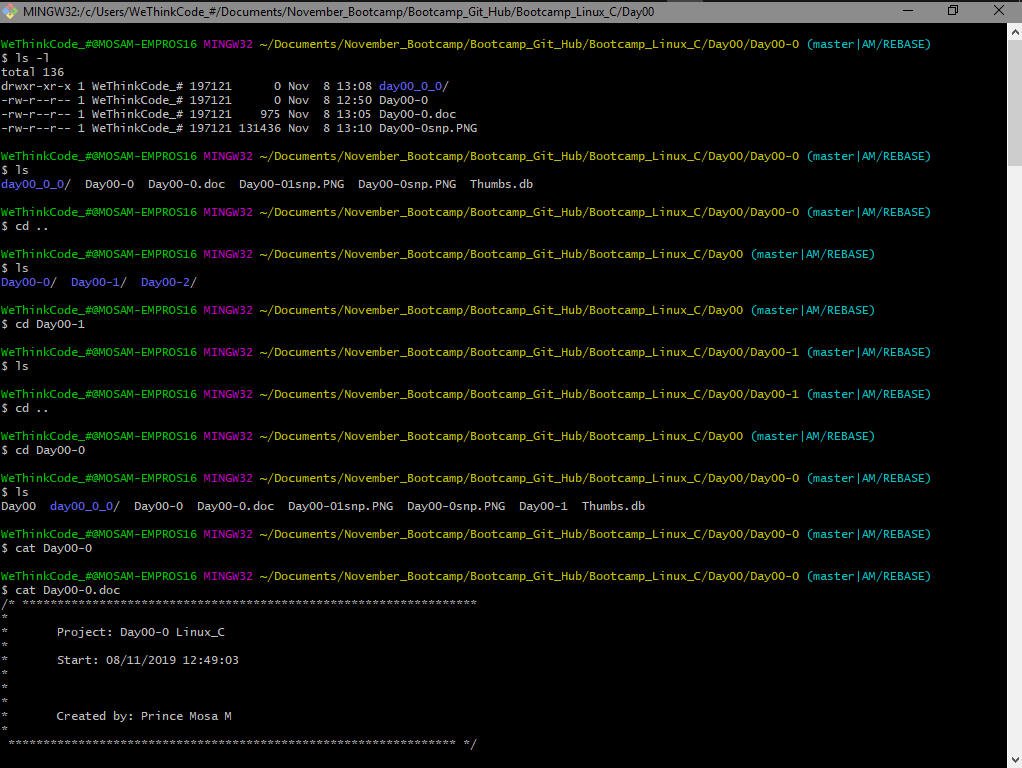 MINGW32:/c/Users/WeThinkCode_#/Documents/November_Bootcamp/Bootcamp_Git_Hub/Bootcamp_Linux_C/Day00
WeThinkCode_#@MOSAM-EMPROS16 MINGW32 ~/Documents/November_Bootcamp/Bootcamp_Git_Hub/Bootcamp_Linux_C/Day00/Day00-0 (master|AM/REBASE)
$ ls -l
total 136
drwxr-xr-x 1 WeThinkCode_# 197121      0 Nov  8 13:08 day00_0_0/
-rw-r--r-- 1 WeThinkCode_# 197121      0 Nov  8 12:50 Day00-0
-rw-r--r-- 1 WeThinkCode_# 197121    975 Nov  8 13:05 Day00-0.doc
-rw-r--r-- 1 WeThinkCode_# 197121 131436 Nov  8 13:10 Day00-0snp.PNG
WeThinkCode_#@MOSAM-EMPROS16 MINGW32 ~/Documents/November_Bootcamp/Bootcamp_Git_Hub/Bootcamp_Linux_C/Day00/Day00-0 (master|AM/REBASE)
$ ls
day00_0_0/  Day00-0  Day00-0.doc  Day00-01snp.PNG  Day00-0snp.PNG  Thumbs.db
WeThinkCode_#@MOSAM-EMPROS16 MINGW32 ~/Documents/November_Bootcamp/Bootcamp_Git_Hub/Bootcamp_Linux_C/Day00/Day00-0 (master|AM/REBASE)
$ cd ..
WeThinkCode_#@MOSAM-EMPROS16 MINGW32 ~/Documents/November_Bootcamp/Bootcamp_Git_Hub/Bootcamp_Linux_C/Day00 (master|AM/REBASE)
$ ls
Day00-0/  Day00-1/  Day00-2/
WeThinkCode_#@MOSAM-EMPROS16 MINGW32 ~/Documents/November_Bootcamp/Bootcamp_Git_Hub/Bootcamp_Linux_C/Day00 (master|AM/REBASE)
$ cd Day00-1
WeThinkCode_#@MOSAM-EMPROS16 MINGW32 ~/Documents/November_Bootcamp/Bootcamp_Git_Hub/Bootcamp_Linux_C/Day00/Day00-1 (master|AM/REBASE)
$ ls
WeThinkCode_#@MOSAM-EMPROS16 MINGW32 ~/Documents/November_Bootcamp/Bootcamp_Git_Hub/Bootcamp_Linux_C/Day00/Day00-1 (master|AM/REBASE)
$ cd ..
WeThinkCode_#@MOSAM-EMPROS16 MINGW32 ~/Documents/November_Bootcamp/Bootcamp_Git_Hub/Bootcamp_Linux_C/Day00 (master|AM/REBASE)
$ cd Day00-0
WeThinkCode_#@MOSAM-EMPROS16 MINGW32 ~/Documents/November_Bootcamp/Bootcamp_Git_Hub/Bootcamp_Linux_C/Day00/Day00-0 (master|AM/REBASE)
$ ls
Day00  day00_0_0/  Day00-0  Day00-0.doc  Day00-01snp.PNG  Day00-0snp.PNG  Day00-1  Thumbs.db
WeThinkCode_#@MOSAM-EMPROS16 MINGW32 ~/Documents/November_Bootcamp/Bootcamp_Git_Hub/Bootcamp_Linux_C/Day00/Day00-0 (master|AM/REBASE)
$ cat Day00-0
WeThinkCode_#@MOSAM-EMPROS16 MINGW32 ~/Documents/November_Bootcamp/Bootcamp_Git_Hub/Bootcamp_Linux_C/Day00/Day00-0 (master|AM/REBASE)
$ cat Day00-0.doc
/* *****************************************************************
*
*       Project: Day00-0 Linux_C
*
*       Start: 08/11/2019 12:49:03
*
*
*
*       Created by: Prince Mosa M
*
 **************************************************************** */